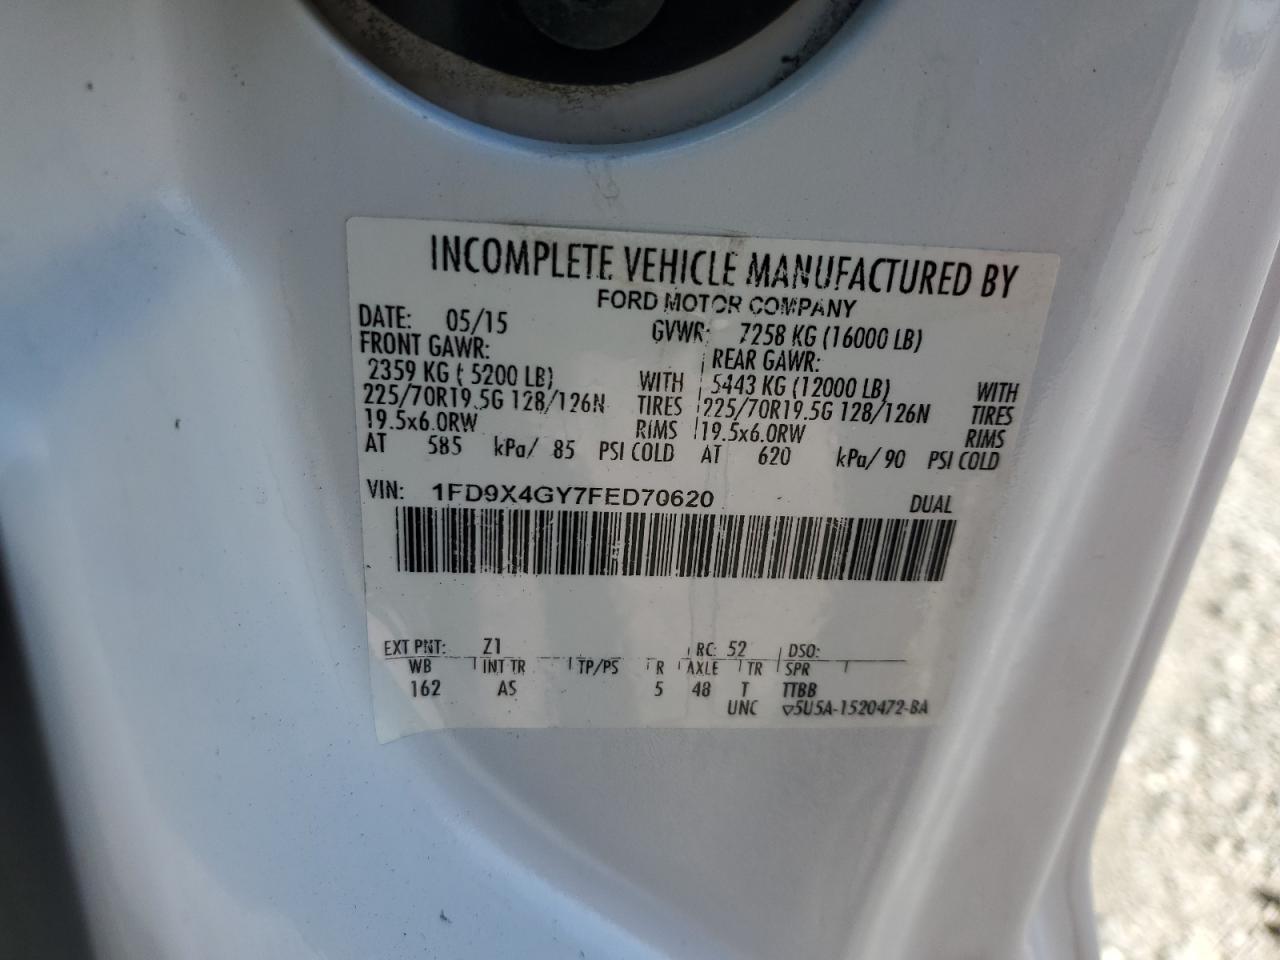 INCOMPLETE VEHICLE MANUFACTURED BY
FORD MOTOR COMPANY
DATE: 05/15 GVWR: 7258 KG (16000 LB)
FRONT GAWR: REAR GAWR:
2359 KG ( 5200 LB) WITH 5443 KG (12000 LB) WITH
225/70R19.5G 128/126N TIRES 225/70R19.5G 128/126N TIRES
19.5x6.0RW RIMS 19.5x6.0RW RIMS
AT 585 kPa/ 85 PSI COLD AT 620 kPa/ 90 PSI COLD
VIN: 1FD9X4GY7FED70620 DUAL
EXT PNT: Z1 RC: 52 DSO:
WB INT TR TP/PS R AXLE TR SPR
162 AS 5 48 T TTBB
UNC ▽5U5A-1520472-BA